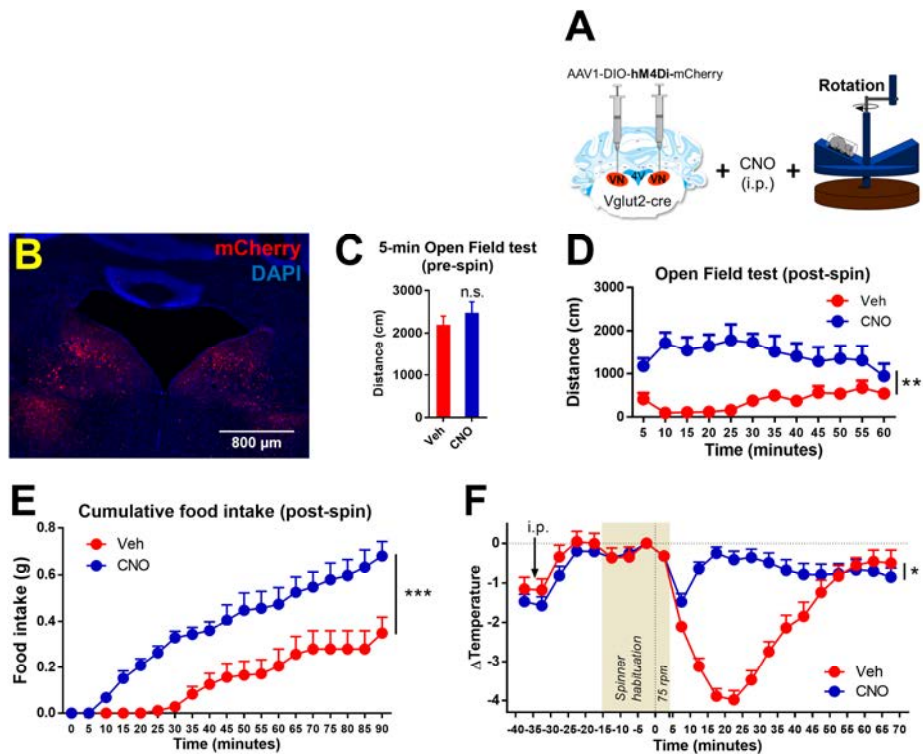 A
AAV1-DIO-hM4Di-mCherry
Rotation
VN 4V VN
Vglut2-cre
+ CNO (i.p.) +
B
mCherry
DAPI
800 µm
C
5-min Open Field test
(pre-spin)
n.s.
3000
2000
1000
0
Distance (cm)
Veh CNO
D
Open Field test (post-spin)
Veh
CNO
3000
2000
1000
0
Distance (cm)
**
5 10 15 20 25 30 35 40 45 50 55 60
Time (minutes)
E
Cumulative food intake (post-spin)
Veh
CNO
0.8
0.6
0.4
0.2
0.0
Food intake (g)
***
0 5 10 15 20 25 30 35 40 45 50 55 60 65 70 75 80 85 90
Time (minutes)
F
i.p.
0
-1
-2
-3
-4
ΔTemperature
Spinner
habituation
75 rpm
*
Veh
CNO
-40 -35 -30 -25 -20 -15 -10 -5 0 5 10 15 20 25 30 35 40 45 50 55 60 65 70
Time (minutes)